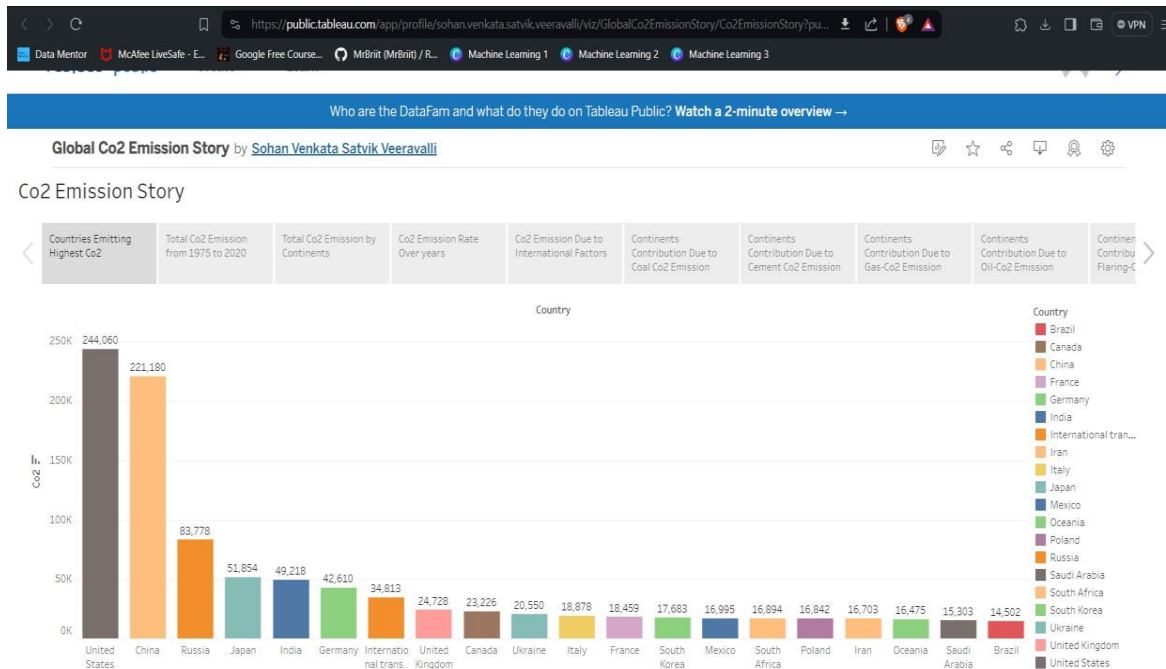 https://public.tableau.com/app/profile/sohan.venkata.satvik.veeravalli/viz/GlobalCo2EmissionStory/Co2EmissionStory?pu...
VPN
Data Mentor McAfee LiveSafe - E... Google Free Course... MrBriit (MrBriit) / R... Machine Learning 1 Machine Learning 2 Machine Learning 3
Who are the DataFam and what do they do on Tableau Public? Watch a 2-minute overview →
Global Co2 Emission Story by Sohan Venkata Satvik Veeravalli
Co2 Emission Story
Countries Emitting
Highest Co2
Total Co2 Emission
from 1975 to 2020
Total Co2 Emission by
Continents
Co2 Emission Rate
Over years
Co2 Emission Due to
International Factors
Continents
Contribution Due to
Coal Co2 Emission
Continents
Contribution Due to
Cement Co2 Emission
Continents
Contribution Due to
Gas-Co2 Emission
Continents
Contribution Due to
Oil-Co2 Emission
Continen
Contribu
Flaring-C
Country
Co2
250K
200K
150K
100K
50K
0K
244,060
221,180
83,778
51,854
49,218
42,610
34,813
24,728
23,226
20,550
18,878
18,459
17,683
16,995
16,894
16,842
16,703
16,475
15,303
14,502
United
States
China
Russia
Japan
India
Germany
Internatio
nal trans..
United
Kingdom
Canada
Ukraine
Italy
France
South
Korea
Mexico
South
Africa
Poland
Iran
Oceania
Saudi
Arabia
Brazil
Country
Brazil
Canada
China
France
Germany
India
International tran...
Iran
Italy
Japan
Mexico
Oceania
Poland
Russia
Saudi Arabia
South Africa
South Korea
Ukraine
United Kingdom
United States